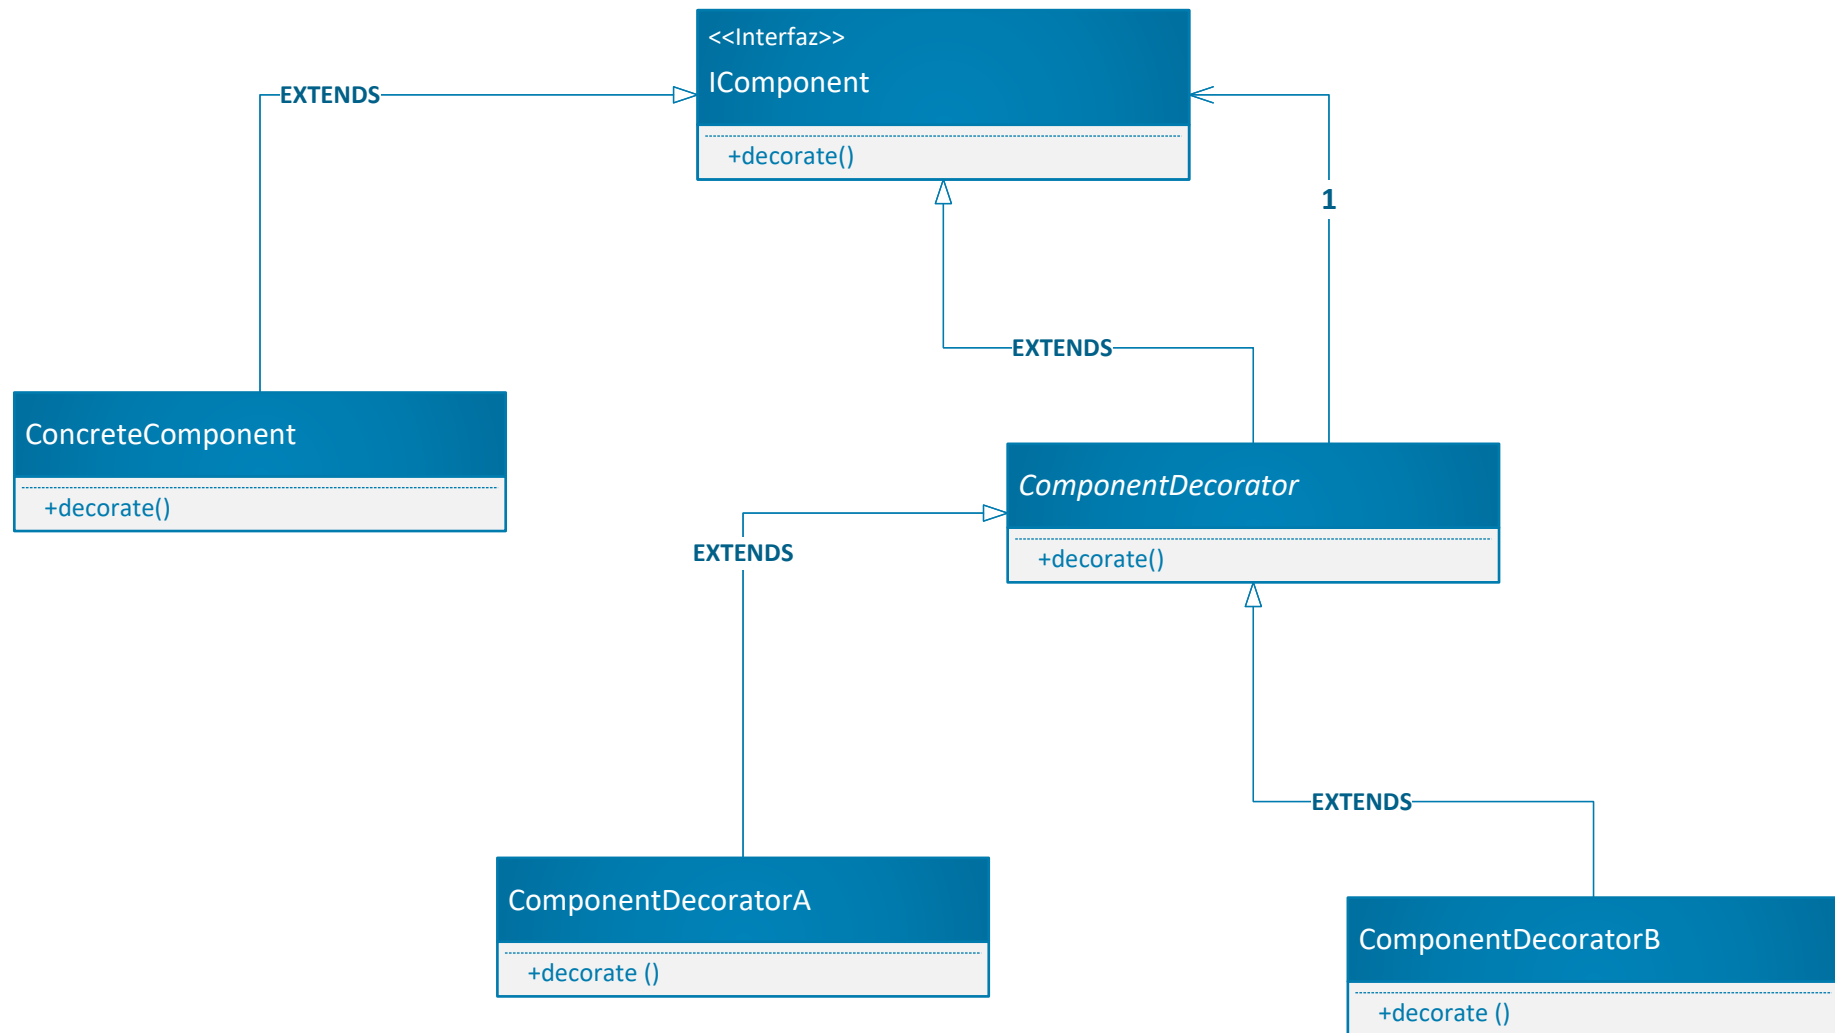 <<Interfaz>>
IComponent
+decorate()
EXTENDS
1
EXTENDS
ConcreteComponent
+decorate()
ComponentDecorator
+decorate()
EXTENDS
EXTENDS
ComponentDecoratorA
+decorate ()
ComponentDecoratorB
+decorate ()